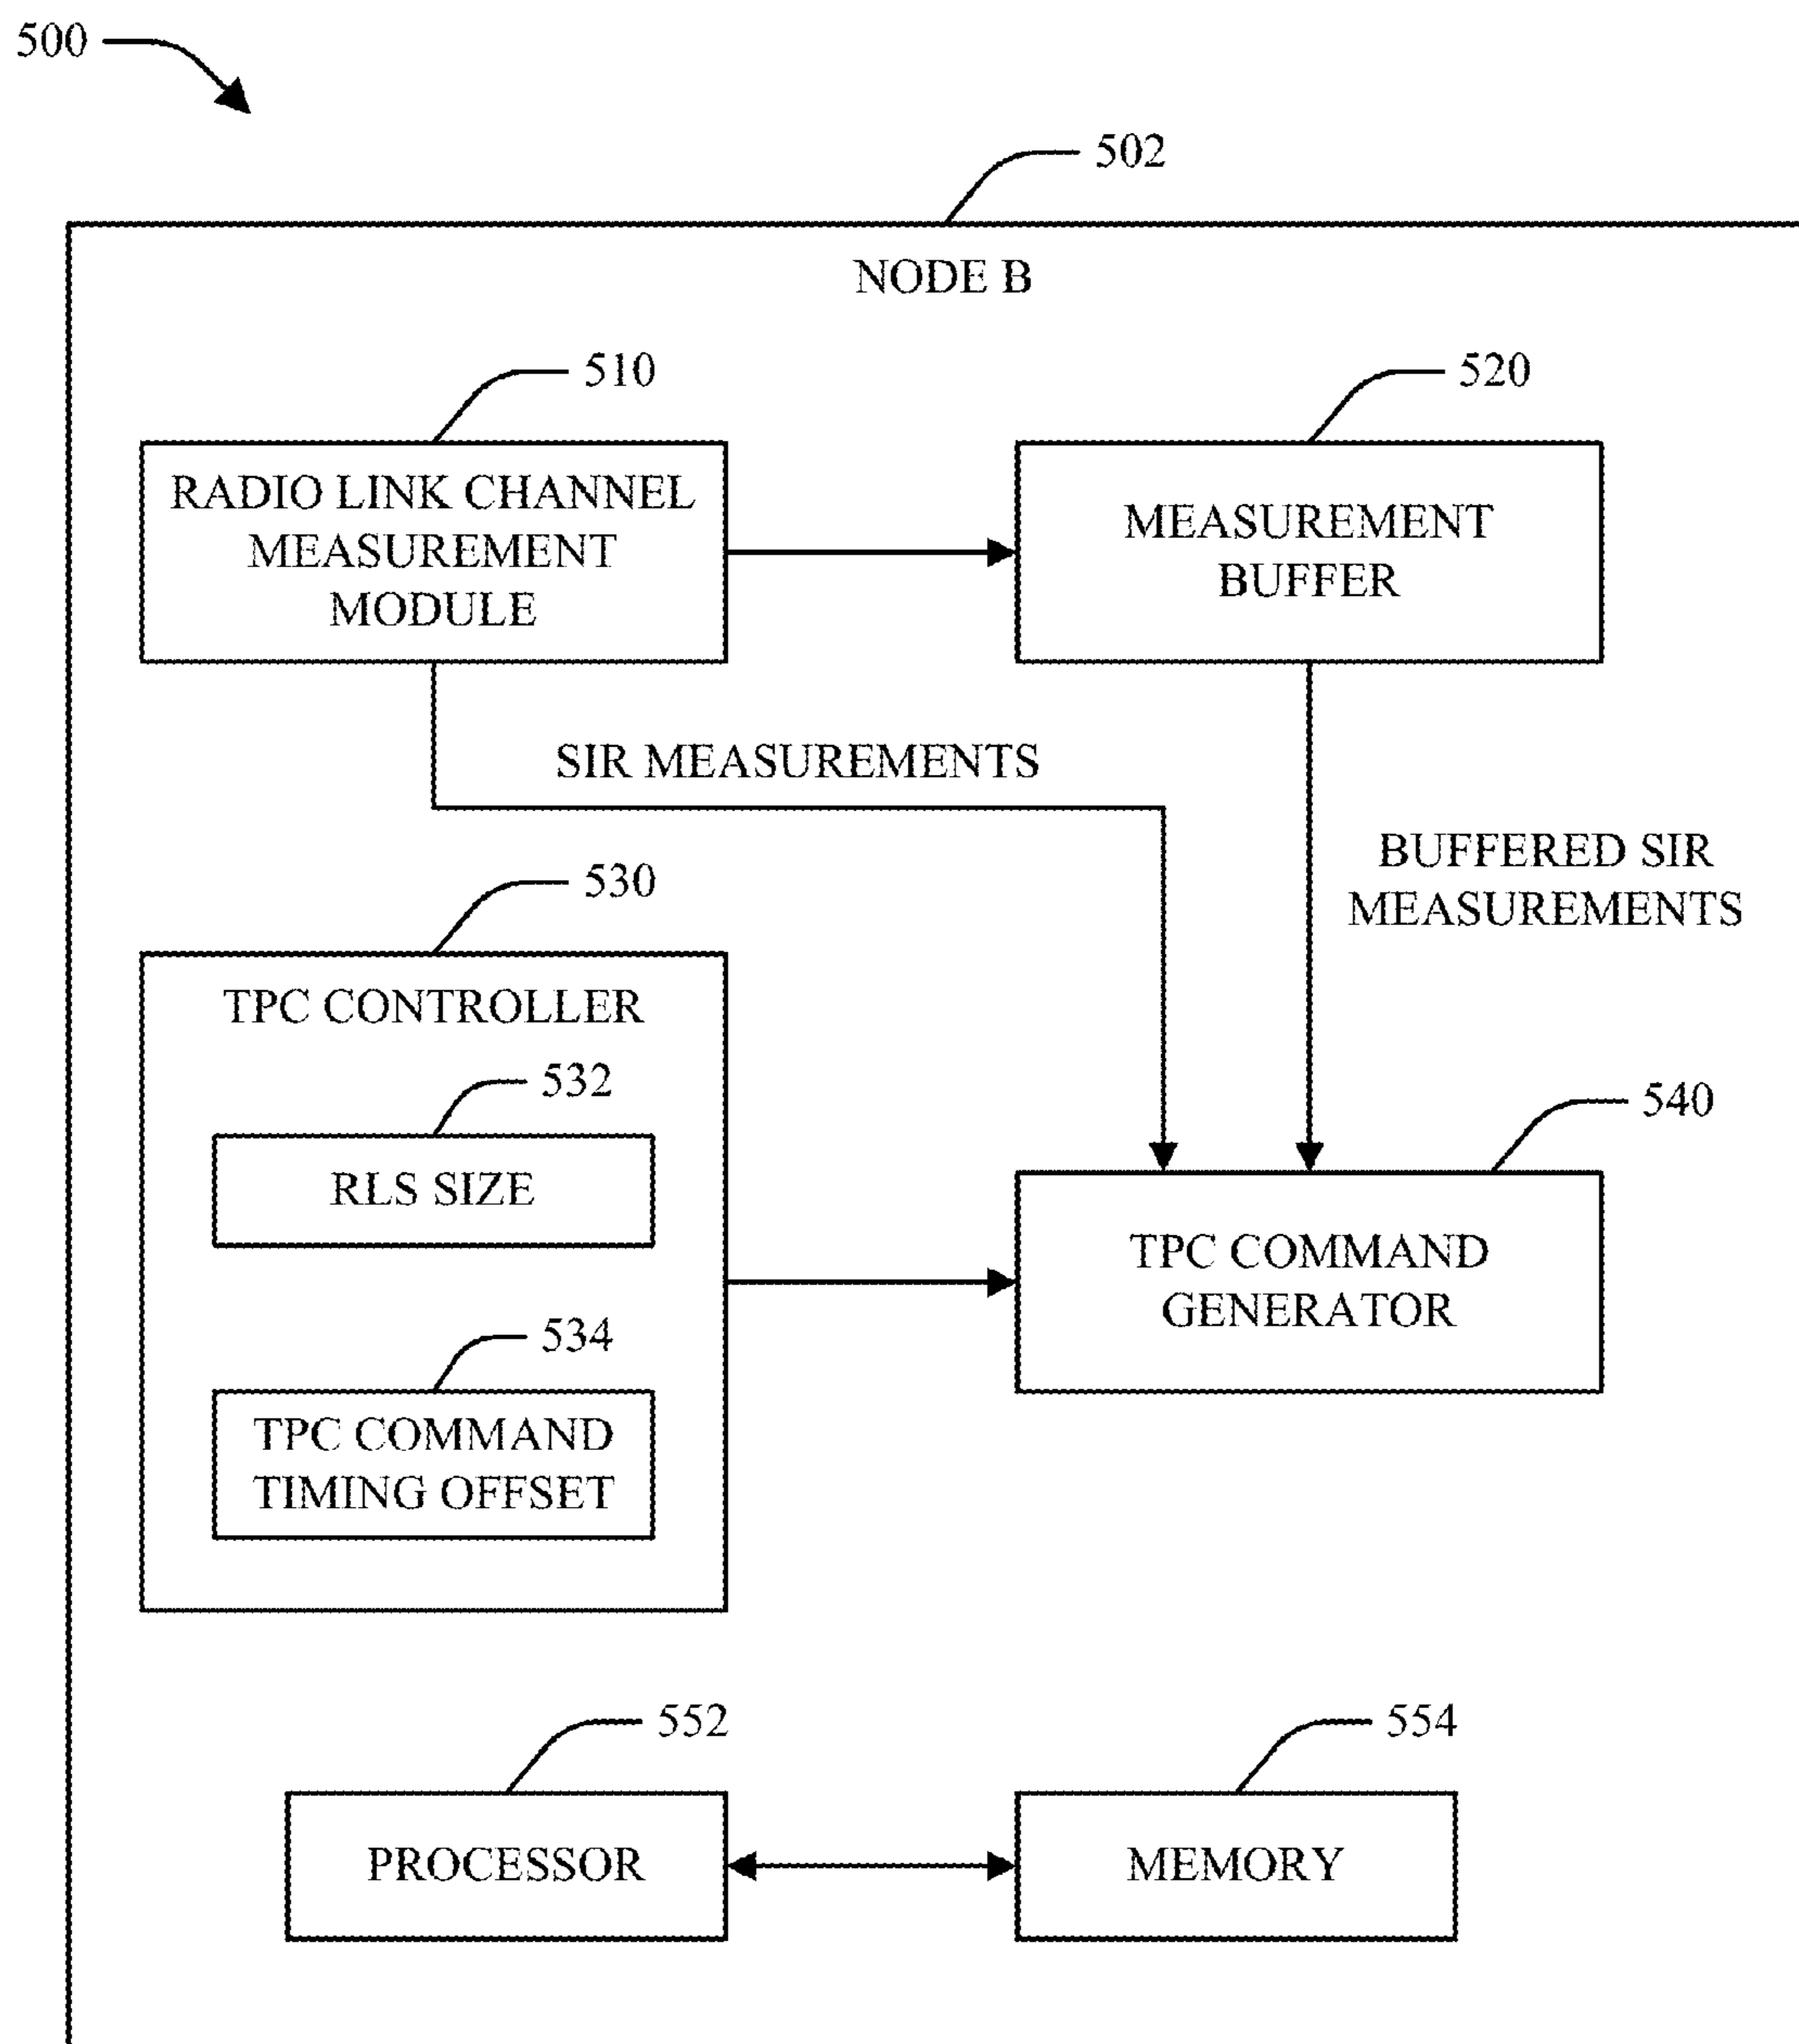 500
502
NODE B
510
520
RADIO LINK CHANNEL
MEASUREMENT
MODULE
MEASUREMENT
BUFFER
SIR MEASUREMENTS
BUFFERED SIR
MEASUREMENTS
530
TPC CONTROLLER
532
RLS SIZE
534
TPC COMMAND
TIMING OFFSET
540
TPC COMMAND
GENERATOR
552
PROCESSOR
554
MEMORY